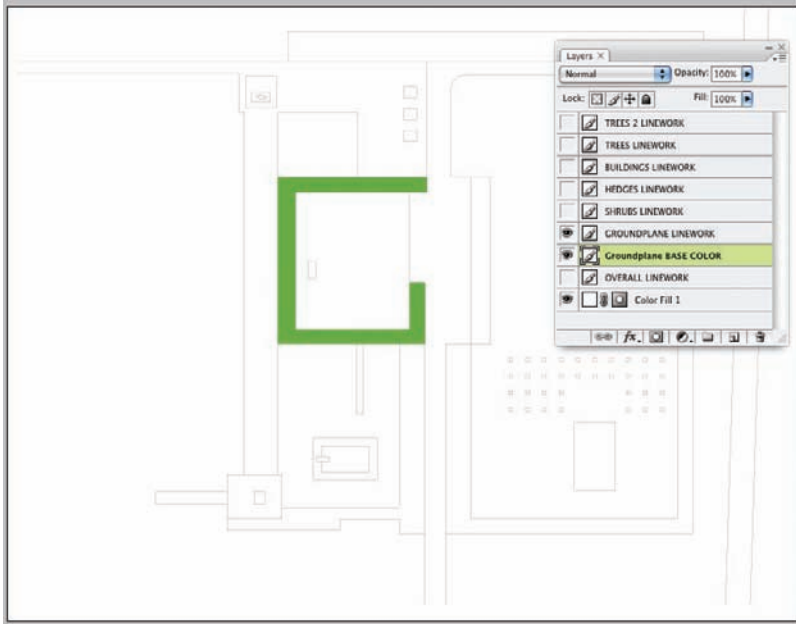 Layers ×
Normal Opacity: 100%
Lock: Fill: 100%
TREES 2 LINEWORK
TREES LINEWORK
BUILDINGS LINEWORK
HEDGES LINEWORK
SHRUBS LINEWORK
GROUNDPLANE LINEWORK
Groundplane BASE COLOR
OVERALL LINEWORK
Color Fill 1
fx.